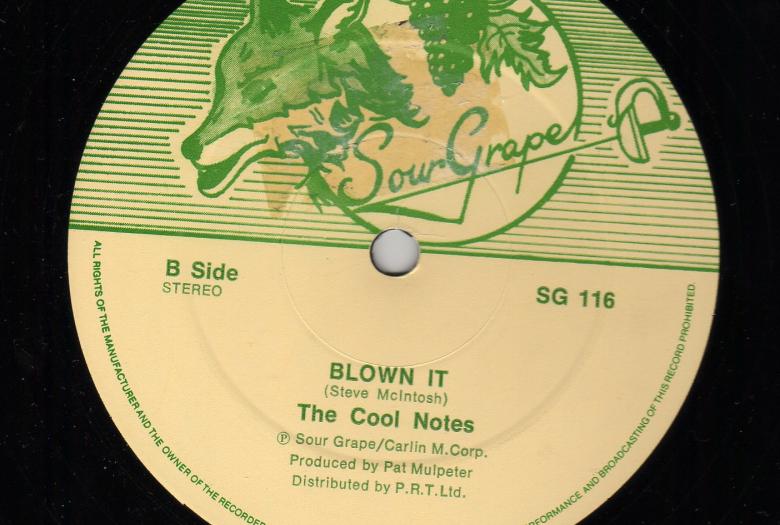 Sour Grape
B Side
STEREO
SG 116
BLOWN IT
(Steve McIntosh)
The Cool Notes
℗ Sour Grape/Carlin M.Corp.
Produced by Pat Mulpeter
Distributed by P.R.T.Ltd.
ALL RIGHTS OF THE MANUFACTURER AND THE OWNER OF THE RECORDED
PERFORMANCE AND BROADCASTING OF THIS RECORD PROHIBITED.